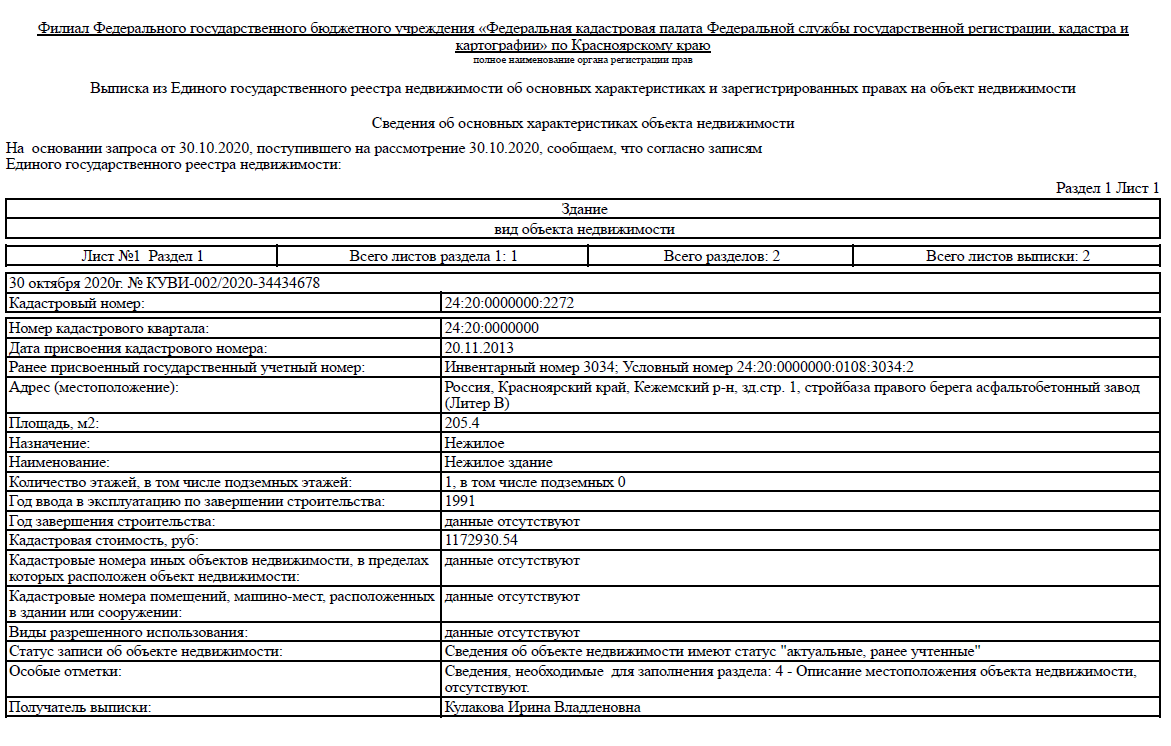 Филиал Федерального государственного бюджетного учреждения «Федеральная кадастровая палата Федеральной службы государственной регистрации, кадастра и
картографии» по Красноярскому краю
полное наименование органа регистрации прав
Выписка из Единого государственного реестра недвижимости об основных характеристиках и зарегистрированных правах на объект недвижимости
Сведения об основных характеристиках объекта недвижимости
На основании запроса от 30.10.2020, поступившего на рассмотрение 30.10.2020, сообщаем, что согласно записям
Единого государственного реестра недвижимости:
Раздел 1 Лист 1
Здание
вид объекта недвижимости
Лист №1 Раздел 1 Всего листов раздела 1: 1 Всего разделов: 2 Всего листов выписки: 2
30 октября 2020г. № КУВИ-002/2020-34434678
Кадастровый номер: 24:20:0000000:2272
Номер кадастрового квартала: 24:20:0000000
Дата присвоения кадастрового номера: 20.11.2013
Ранее присвоенный государственный учетный номер: Инвентарный номер 3034; Условный номер 24:20:0000000:0108:3034:2
Адрес (местоположение): Россия, Красноярский край, Кежемский р-н, зд.стр. 1, стройбаза правого берега асфальтобетонный завод
(Литер В)
Площадь, м2: 205.4
Назначение: Нежилое
Наименование: Нежилое здание
Количество этажей, в том числе подземных этажей: 1, в том числе подземных 0
Год ввода в эксплуатацию по завершении строительства: 1991
Год завершения строительства: данные отсутствуют
Кадастровая стоимость, руб: 1172930.54
Кадастровые номера иных объектов недвижимости, в пределах данные отсутствуют
которых расположен объект недвижимости:
Кадастровые номера помещений, машино-мест, расположенных данные отсутствуют
в здании или сооружении:
Виды разрешенного использования: данные отсутствуют
Статус записи об объекте недвижимости: Сведения об объекте недвижимости имеют статус "актуальные, ранее учтенные"
Особые отметки: Сведения, необходимые для заполнения раздела: 4 - Описание местоположения объекта недвижимости,
отсутствуют.
Получатель выписки: Кулакова Ирина Владленовна